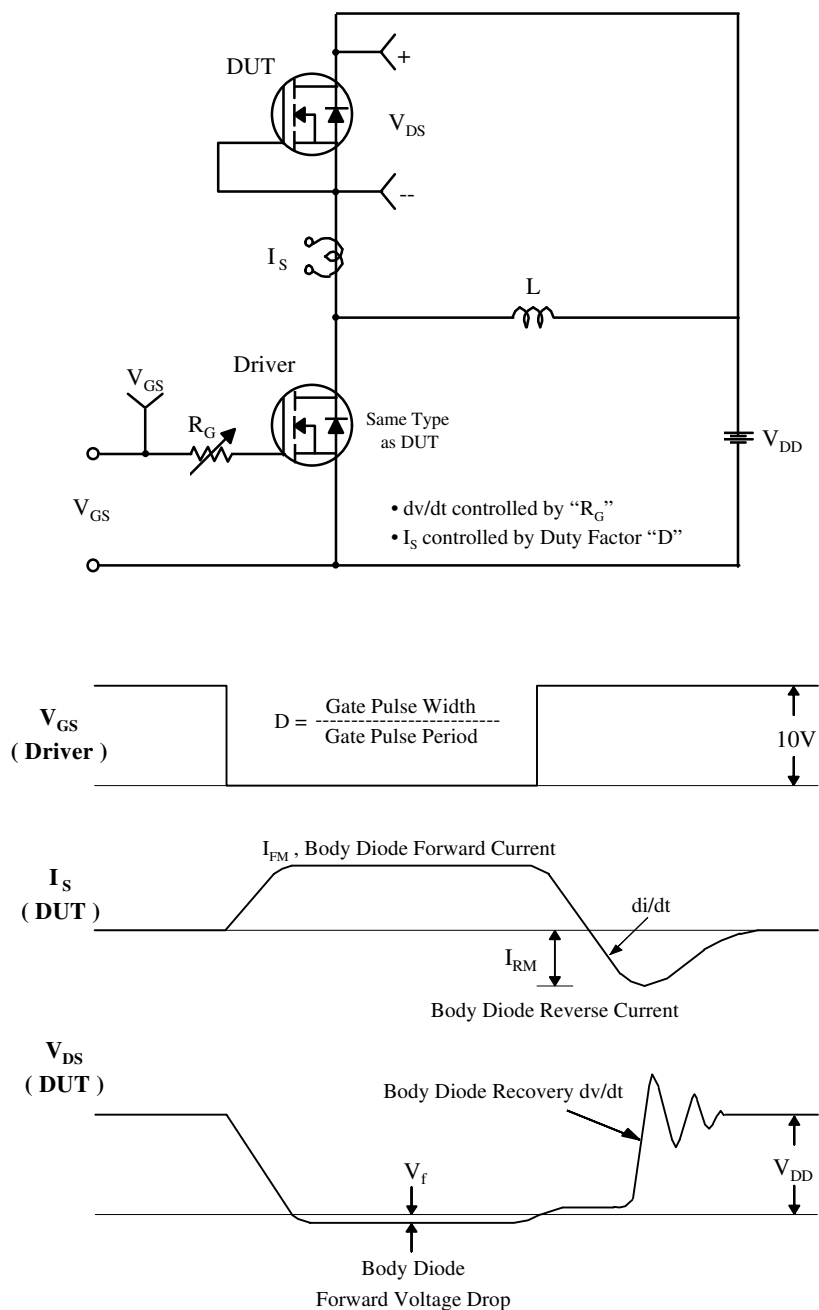 DUT
+
V_DS
--
I_S
L
Driver
V_GS
R_G
Same Type
as DUT
V_DD
V_GS
• dv/dt controlled by “R_G”
• I_S controlled by Duty Factor “D”
V_GS
( Driver )
D =
Gate Pulse Width
--------------------------
Gate Pulse Period
10V
I_FM , Body Diode Forward Current
I_S
( DUT )
di/dt
I_RM
Body Diode Reverse Current
V_DS
( DUT )
Body Diode Recovery dv/dt
V_f
V_DD
Body Diode
Forward Voltage Drop